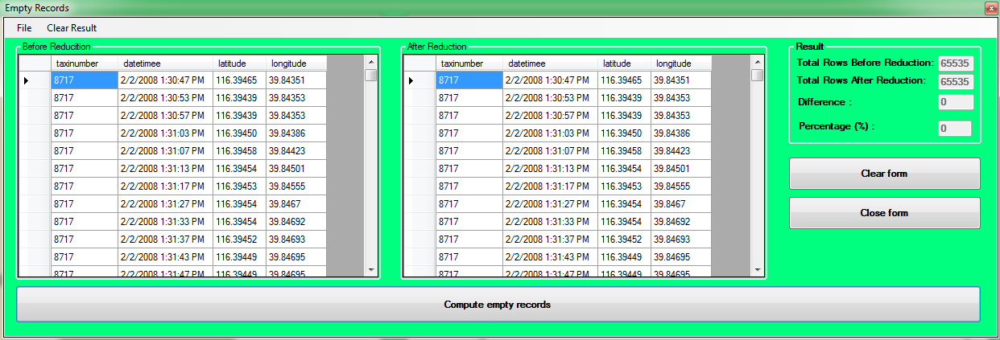 Empty Records
File Clear Result
Before Reducition
taxinumber datetimee latitude longitude
8717 2/2/2008 1:30:47 PM 116.39465 39.84351
8717 2/2/2008 1:30:53 PM 116.39439 39.84353
8717 2/2/2008 1:30:57 PM 116.39439 39.84353
8717 2/2/2008 1:31:03 PM 116.39450 39.84386
8717 2/2/2008 1:31:07 PM 116.39458 39.84423
8717 2/2/2008 1:31:13 PM 116.39454 39.84501
8717 2/2/2008 1:31:17 PM 116.39453 39.84555
8717 2/2/2008 1:31:27 PM 116.39454 39.8467
8717 2/2/2008 1:31:33 PM 116.39454 39.84692
8717 2/2/2008 1:31:37 PM 116.39452 39.84693
8717 2/2/2008 1:31:43 PM 116.39449 39.84695
8717 2/2/2008 1:31:47 PM 116.39449 39.84695
After Reduction
taxinumber datetimee latitude longitude
8717 2/2/2008 1:30:47 PM 116.39465 39.84351
8717 2/2/2008 1:30:53 PM 116.39439 39.84353
8717 2/2/2008 1:30:57 PM 116.39439 39.84353
8717 2/2/2008 1:31:03 PM 116.39450 39.84386
8717 2/2/2008 1:31:07 PM 116.39458 39.84423
8717 2/2/2008 1:31:13 PM 116.39454 39.84501
8717 2/2/2008 1:31:17 PM 116.39453 39.84555
8717 2/2/2008 1:31:27 PM 116.39454 39.8467
8717 2/2/2008 1:31:33 PM 116.39454 39.84692
8717 2/2/2008 1:31:37 PM 116.39452 39.84693
8717 2/2/2008 1:31:43 PM 116.39449 39.84695
8717 2/2/2008 1:31:47 PM 116.39449 39.84695
Result
Total Rows Before Reduction: 65535
Total Rows After Reduction: 65535
Difference : 0
Percentage (%) : 0
Clear form
Close form
Compute empty records